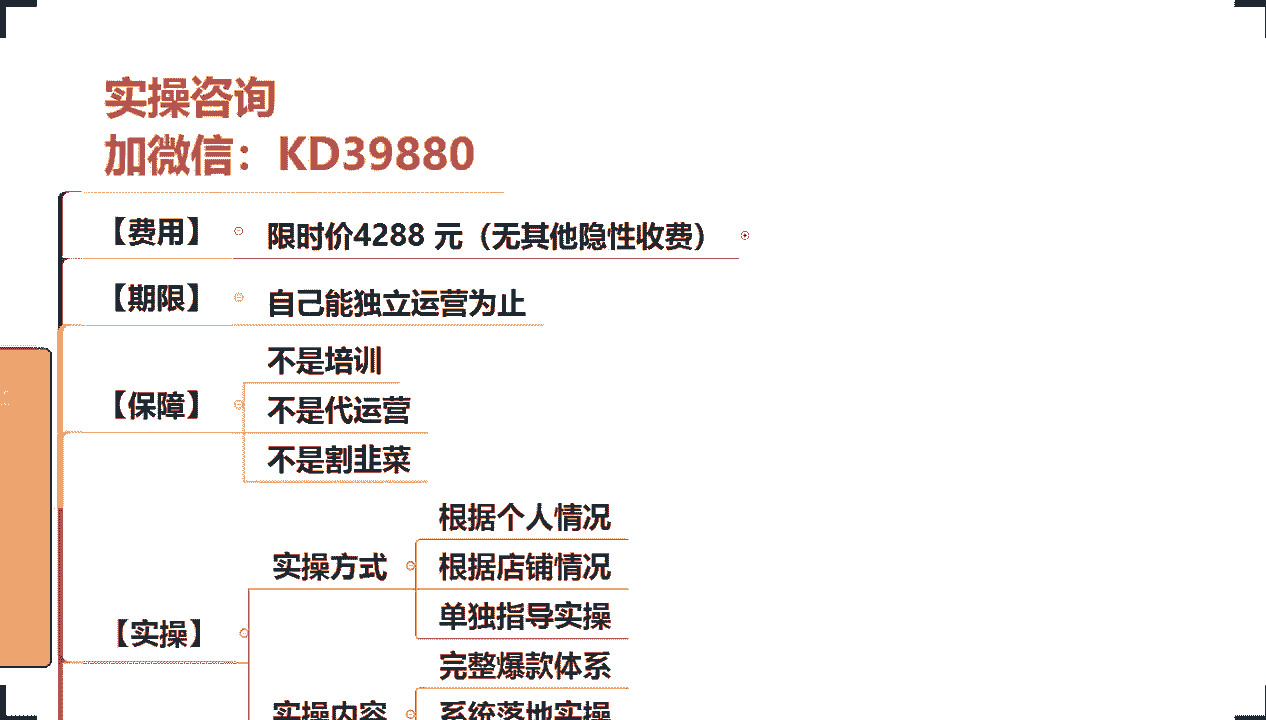 实操咨询
加微信：KD39880
【费用】
限时价4288 元（无其他隐性收费）
【期限】
自己能独立运营为止
【保障】
不是培训
不是代运营
不是割韭菜
【实操】
实操方式
根据个人情况
根据店铺情况
单独指导实操
完整爆款体系
实操内容
系统落地实操